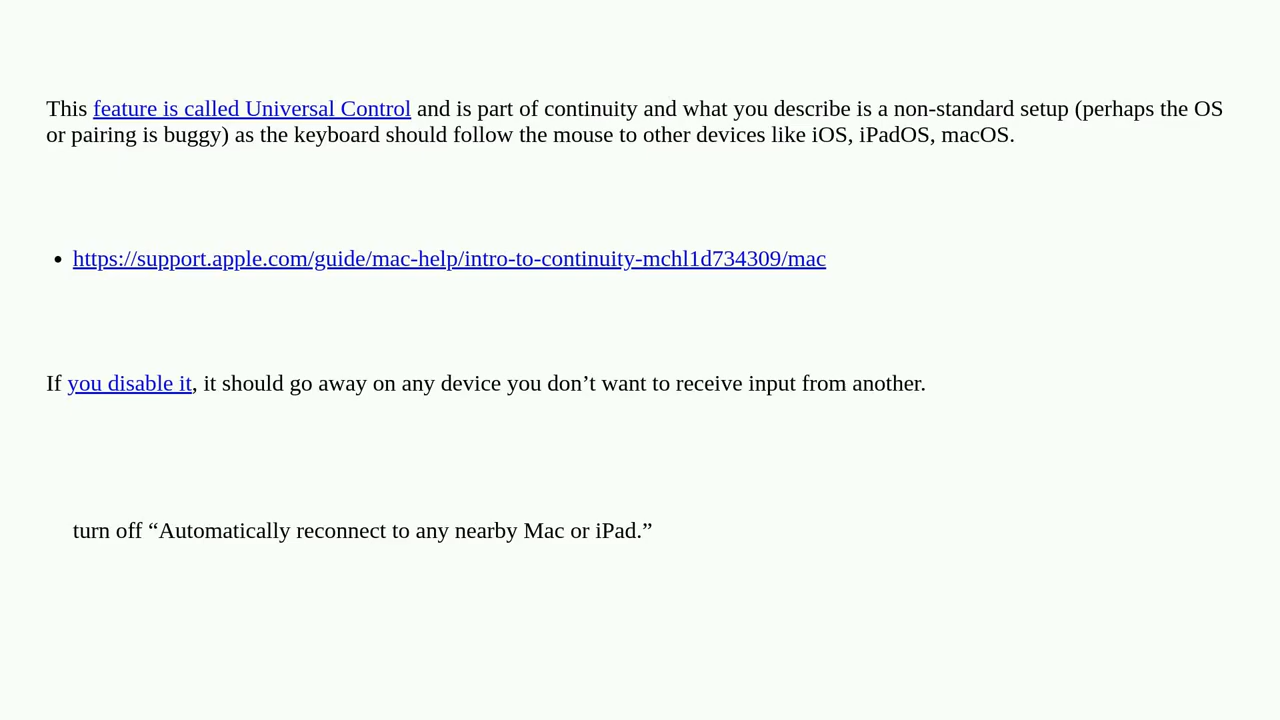 This feature is called Universal Control and is part of continuity and what you describe is a non-standard setup (perhaps the OS
or pairing is buggy) as the keyboard should follow the mouse to other devices like iOS, iPadOS, macOS.
• https://support.apple.com/guide/mac-help/intro-to-continuity-mchl1d734309/mac
If you disable it, it should go away on any device you don’t want to receive input from another.
turn off “Automatically reconnect to any nearby Mac or iPad.”